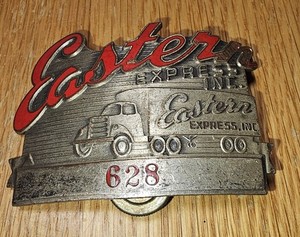 Eastern
EXPRESS
INC.
Eastern
EXPRESS, INC.
628